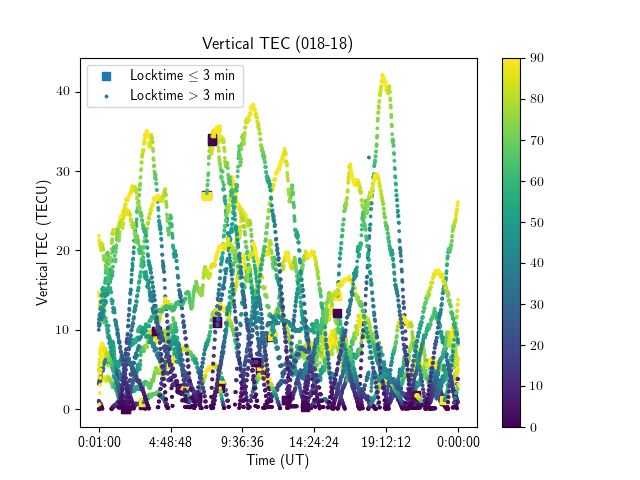 Vertical TEC (018-18)
Locktime ≤ 3 min
Locktime > 3 min
Vertical TEC (TECU)
40
30
20
10
0
0:01:00 4:48:48 9:36:36 14:24:24 19:12:12 0:00:00
Time (UT)
90
80
70
60
50
40
30
20
10
0